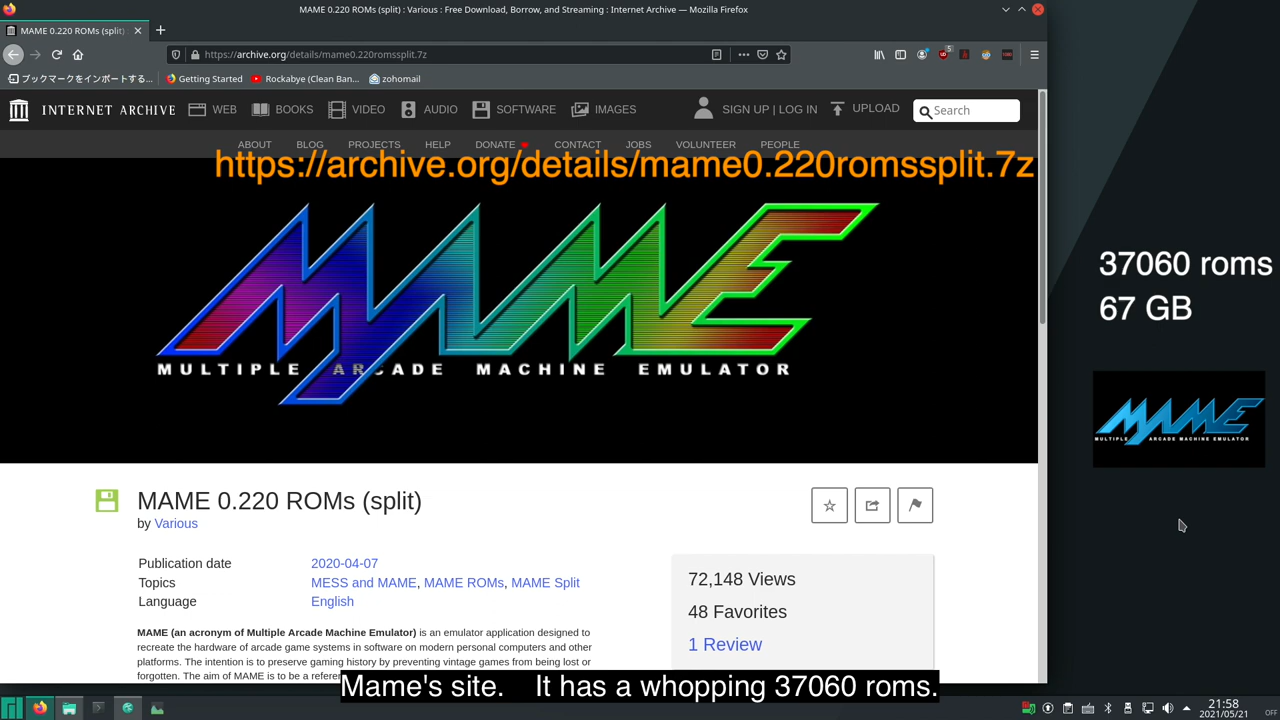 MAME 0.220 ROMs (split) : Various : Free Download, Borrow, and Streaming : Internet Archive — Mozilla Firefox
MAME 0.220 ROMs (split)
https://archive.org/details/mame0.220romssplit.7z
5
ブックマークをインポートする...
Getting Started
Rockabye (Clean Ban...
zohomail
INTERNET ARCHIVE
WEB
BOOKS
VIDEO
AUDIO
SOFTWARE
IMAGES
SIGN UP | LOG IN
UPLOAD
Search
ABOUT
BLOG
PROJECTS
HELP
DONATE
CONTACT
JOBS
VOLUNTEER
PEOPLE
https://archive.org/details/mame0.220romssplit.7z
MAME
MULTIPLE ARCADE MACHINE EMULATOR
37060 roms
67 GB
MAME
MULTIPLE ARCADE MACHINE EMULATOR
MAME 0.220 ROMs (split)
by Various
Publication date 2020-04-07
Topics MESS and MAME, MAME ROMs, MAME Split
Language English
72,148 Views
48 Favorites
1 Review
MAME (an acronym of Multiple Arcade Machine Emulator) is an emulator application designed to
recreate the hardware of arcade game systems in software on modern personal computers and other
platforms. The intention is to preserve gaming history by preventing vintage games from being lost or
forgotten. The aim of MAME is to be a refere
Mame's site. It has a whopping 37060 roms.
21:58
2021/05/21
OFF